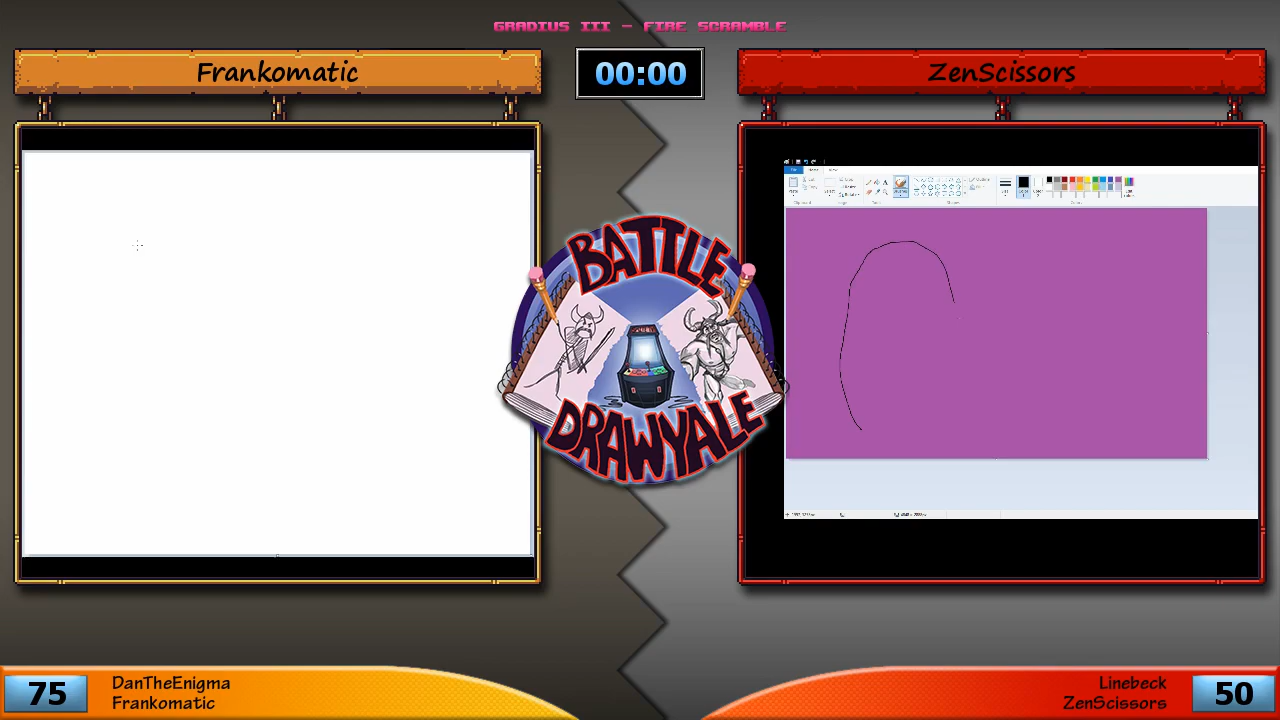 GRADIUS III - FIRE SCRAMBLE
Frankomatic
00:00
ZenScissors
BATTLE
DRAWYALE
75
DanTheEnigma
Frankomatic
Linebeck
ZenScissors
50